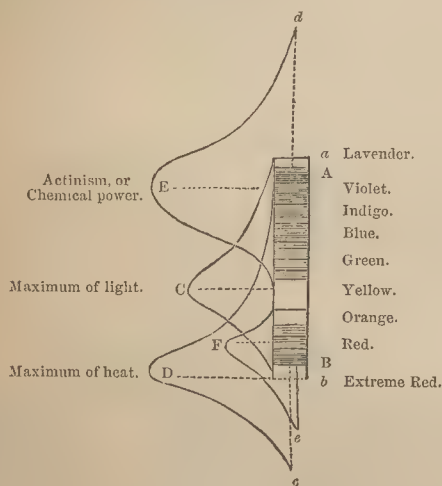 d
a Lavender.
A
Actinism, or
Chemical power.
E
Violet.
Indigo.
Blue.
Green.
Maximum of light.
C
Yellow.
Orange.
F
Red.
B
Maximum of heat.
D
b Extreme Red.
e
c